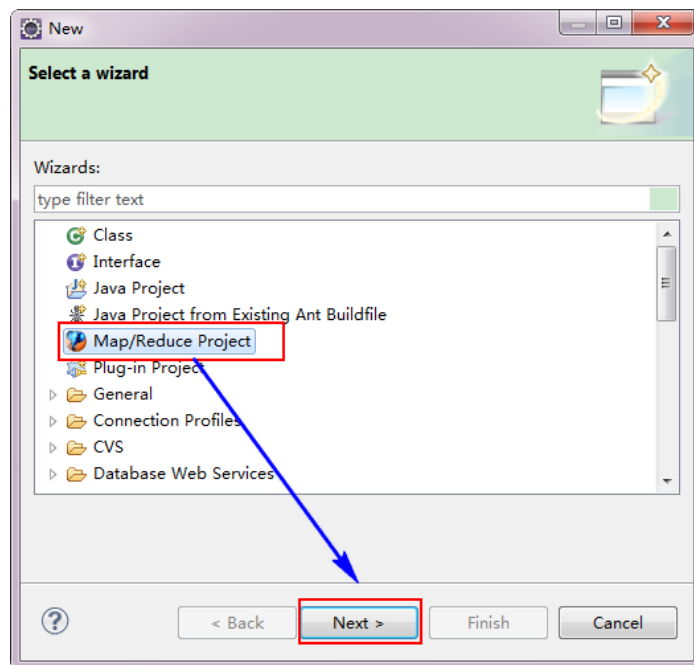 New
Select a wizard
Wizards:
type filter text
Class
Interface
Java Project
Java Project from Existing Ant Buildfile
Map/Reduce Project
Plug-in Project
General
Connection Profiles
CVS
Database Web Services
?
< Back
Next >
Finish
Cancel